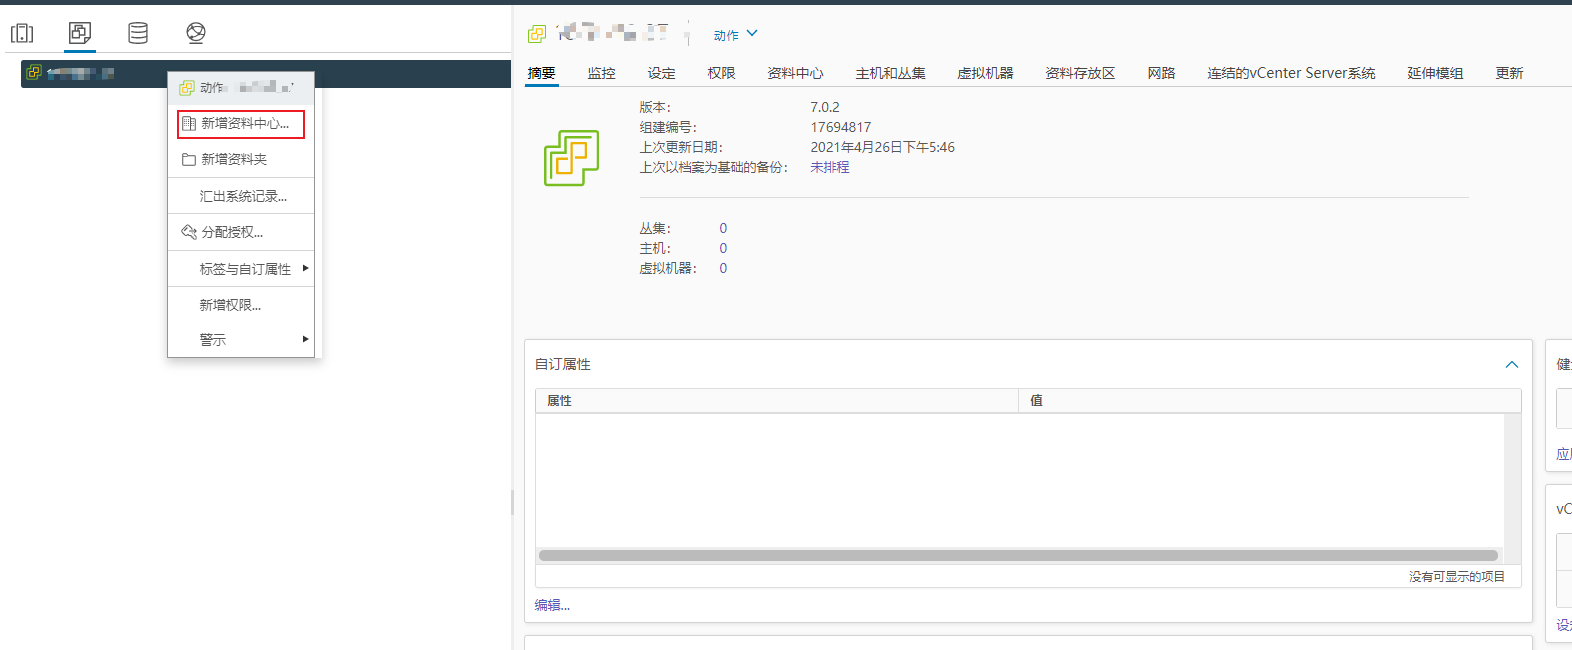 动作
新增资料中心...
新增资料夹
汇出系统记录...
分配授权...
标签与自订属性
新增权限...
警示
动作
摘要 监控 设定 权限 资料中心 主机和丛集 虚拟机器 资料存放区 网路 连结的vCenter Server系统 延伸模组 更新
版本: 7.0.2
组建编号: 17694817
上次更新日期: 2021年4月26日下午5:46
上次以档案为基础的备份: 未排程
丛集: 0
主机: 0
虚拟机器: 0
自订属性
属性 值
没有可显示的项目
编辑...
vC